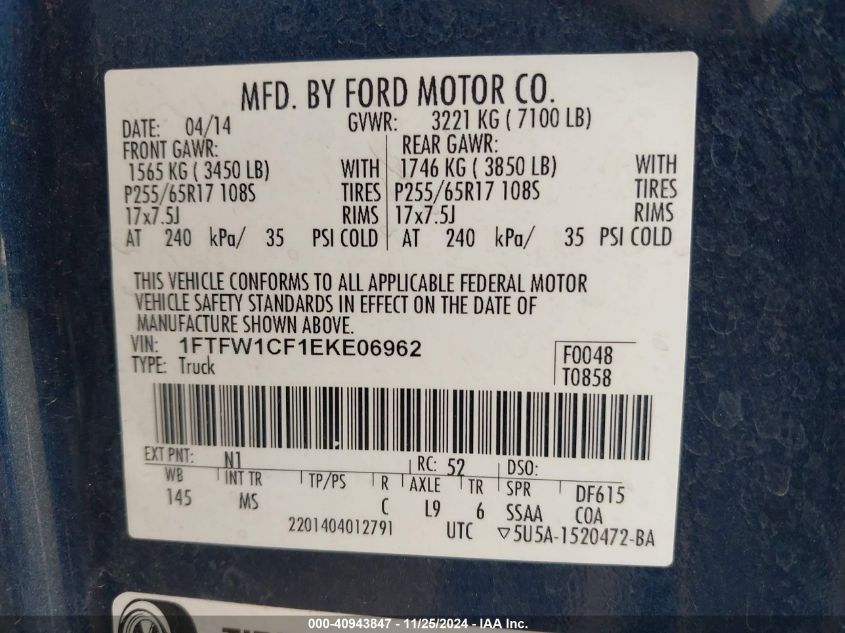 MFD. BY FORD MOTOR CO.
DATE: 04/14 GVWR: 3221 KG ( 7100 LB)
FRONT GAWR: REAR GAWR:
1565 KG ( 3450 LB) WITH 1746 KG ( 3850 LB) WITH
P255/65R17 108S TIRES P255/65R17 108S TIRES
17x7.5J RIMS 17x7.5J RIMS
AT 240 kPa/ 35 PSI COLD AT 240 kPa/ 35 PSI COLD
THIS VEHICLE CONFORMS TO ALL APPLICABLE FEDERAL MOTOR
VEHICLE SAFETY STANDARDS IN EFFECT ON THE DATE OF
MANUFACTURE SHOWN ABOVE.
VIN: 1FTFW1CF1EKE06962 F0048
TYPE: Truck T0858
EXT PNT: N1 RC: 52 DSO:
WB INT TR TP/PS R AXLE TR SPR DF615
145 MS C L9 6 SSAA COA
2201404012791 UTC ▽5U5A-1520472-BA
000-40943847 - 11/25/2024 - IAA Inc.